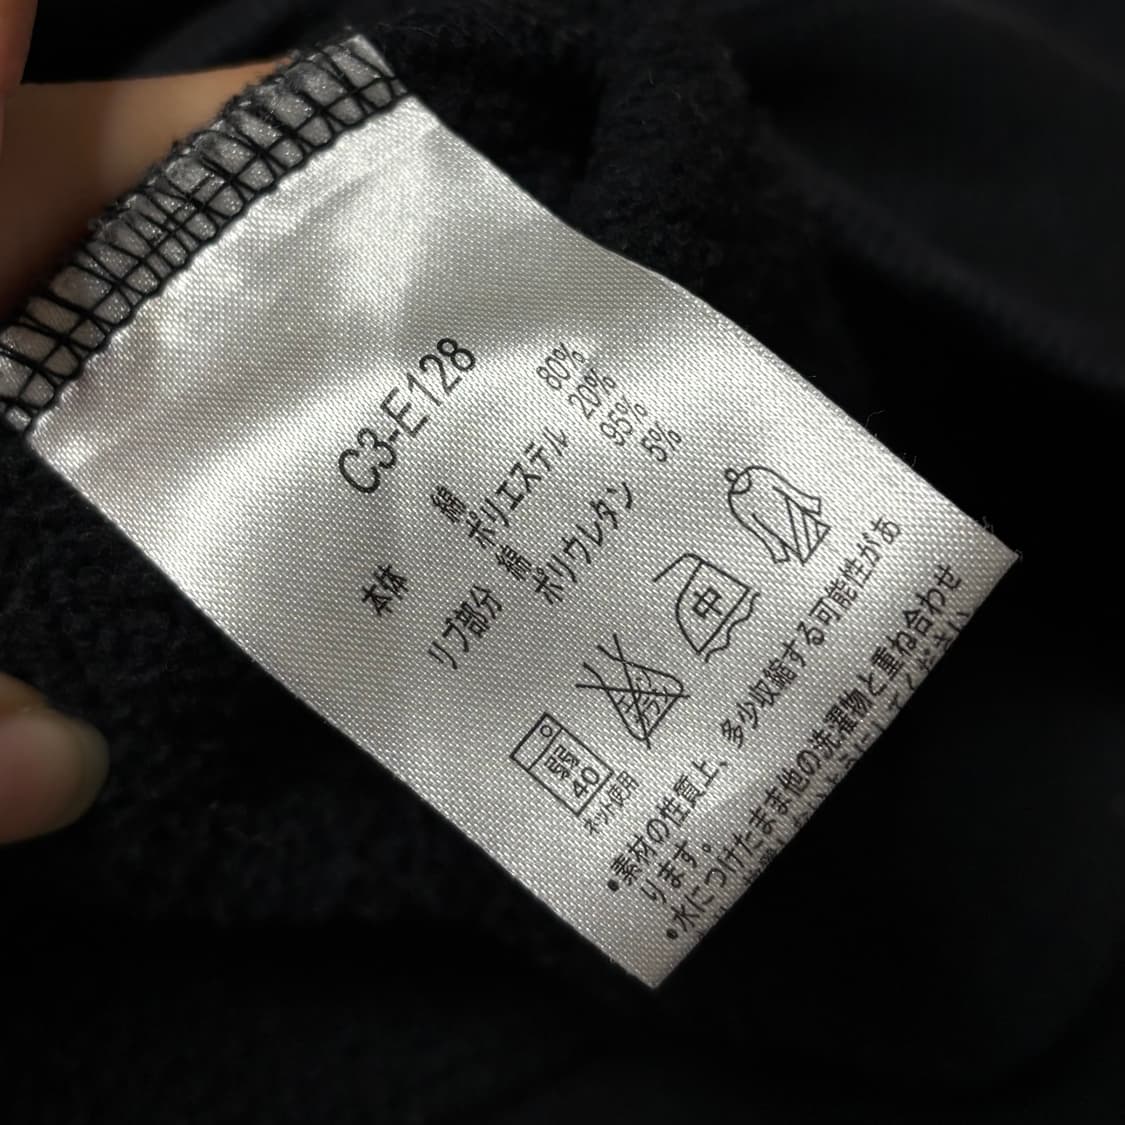 C3-E128
本体 綿 80%
ポリエステル 20%
リブ部分 綿 95%
ポリウレタン 5%
弱
40
ネット使用
中
•素材の性質上、多少収縮する可能性があ
ります。
•水につけたまま他の洗濯物と重ね合わせ